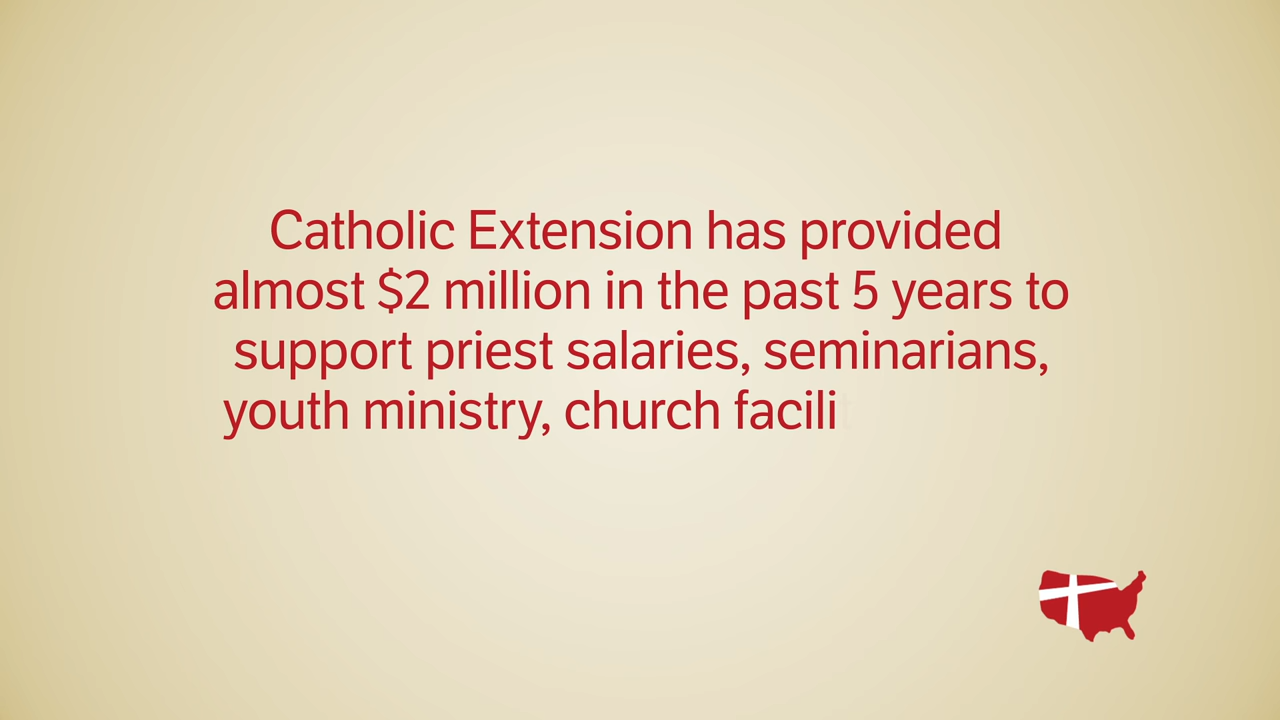 Catholic Extension has provided
almost $2 million in the past 5 years to
support priest salaries, seminarians,
youth ministry, church facilit